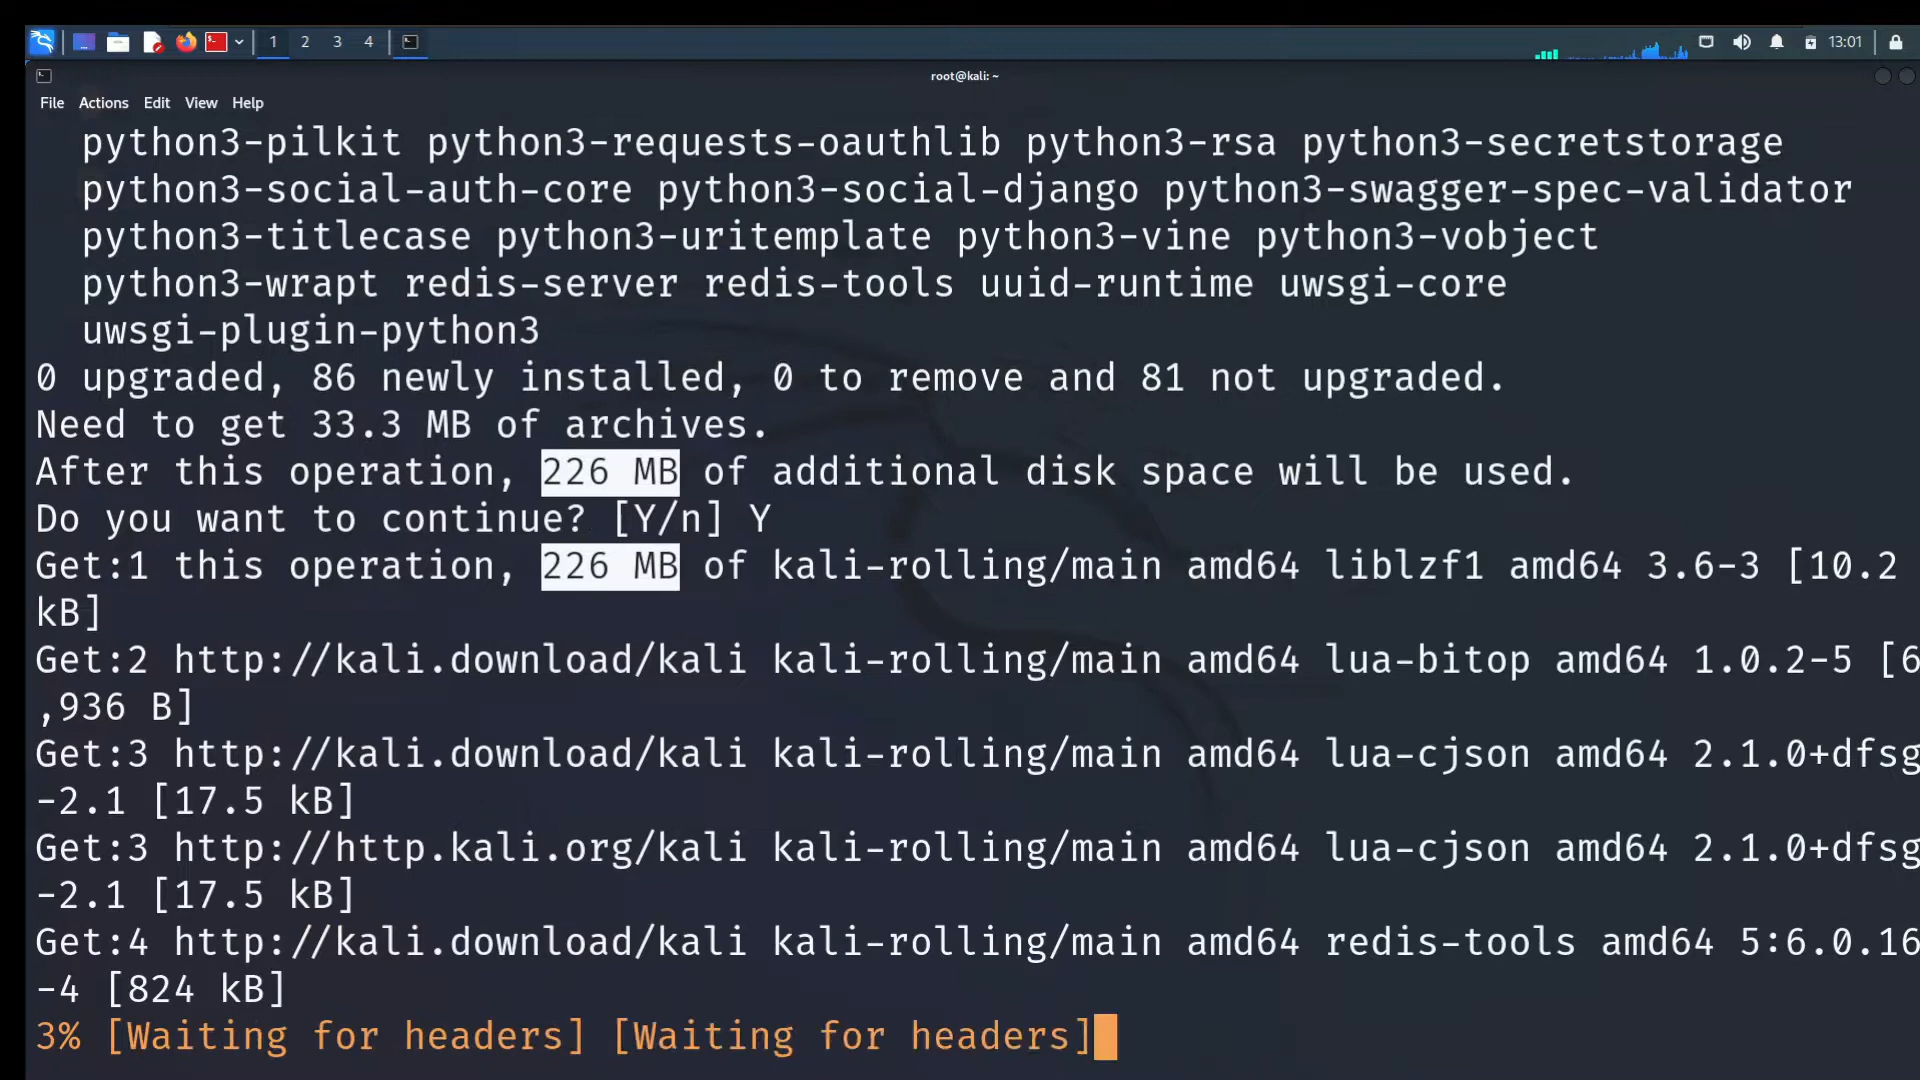 1 2 3 4 13:01
root@kali: ~
File Actions Edit View Help
python3-pilkit python3-requests-oauthlib python3-rsa python3-secretstorage
python3-social-auth-core python3-social-django python3-swagger-spec-validator
python3-titlecase python3-uritemplate python3-vine python3-vobject
python3-wrapt redis-server redis-tools uuid-runtime uwsgi-core
uwsgi-plugin-python3
0 upgraded, 86 newly installed, 0 to remove and 81 not upgraded.
Need to get 33.3 MB of archives.
After this operation, 226 MB of additional disk space will be used.
Do you want to continue? [Y/n] Y
Get:1 this operation, 226 MB of kali-rolling/main amd64 liblzf1 amd64 3.6-3 [10.2
kB]
Get:2 http://kali.download/kali kali-rolling/main amd64 lua-bitop amd64 1.0.2-5 [6
,936 B]
Get:3 http://kali.download/kali kali-rolling/main amd64 lua-cjson amd64 2.1.0+dfsg
-2.1 [17.5 kB]
Get:3 http://http.kali.org/kali kali-rolling/main amd64 lua-cjson amd64 2.1.0+dfsg
-2.1 [17.5 kB]
Get:4 http://kali.download/kali kali-rolling/main amd64 redis-tools amd64 5:6.0.16
-4 [824 kB]
3% [Waiting for headers] [Waiting for headers]